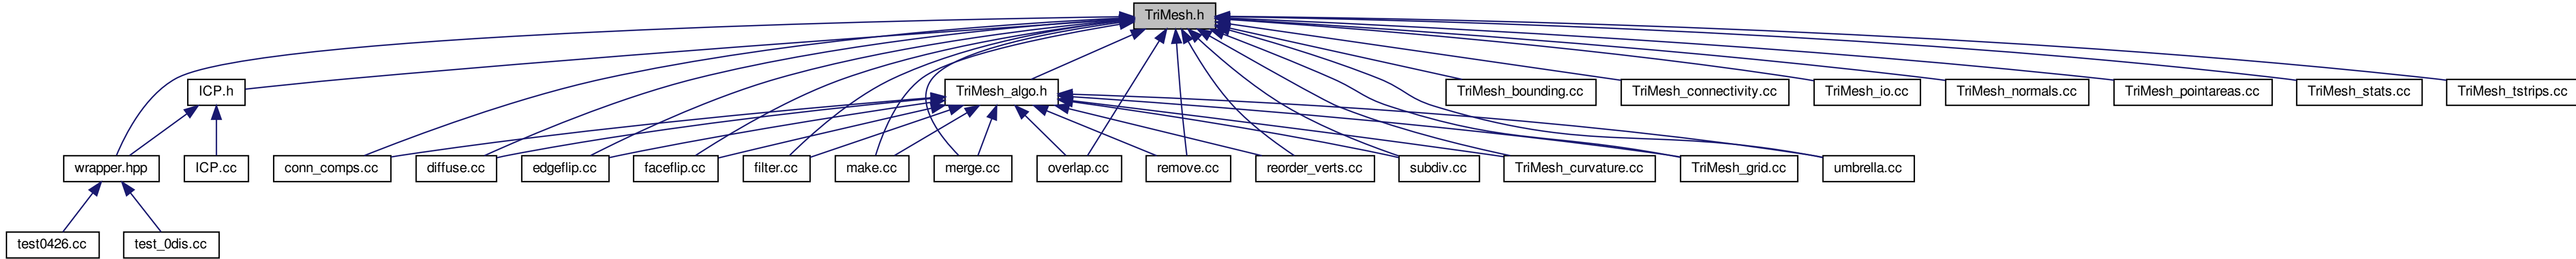 TriMesh.h
ICP.h
TriMesh_algo.h
TriMesh_bounding.cc
TriMesh_connectivity.cc
TriMesh_io.cc
TriMesh_normals.cc
TriMesh_pointareas.cc
TriMesh_stats.cc
TriMesh_tstrips.cc
wrapper.hpp
ICP.cc
conn_comps.cc
diffuse.cc
edgeflip.cc
faceflip.cc
filter.cc
make.cc
merge.cc
overlap.cc
remove.cc
reorder_verts.cc
subdiv.cc
TriMesh_curvature.cc
TriMesh_grid.cc
umbrella.cc
test0426.cc
test_0dis.cc